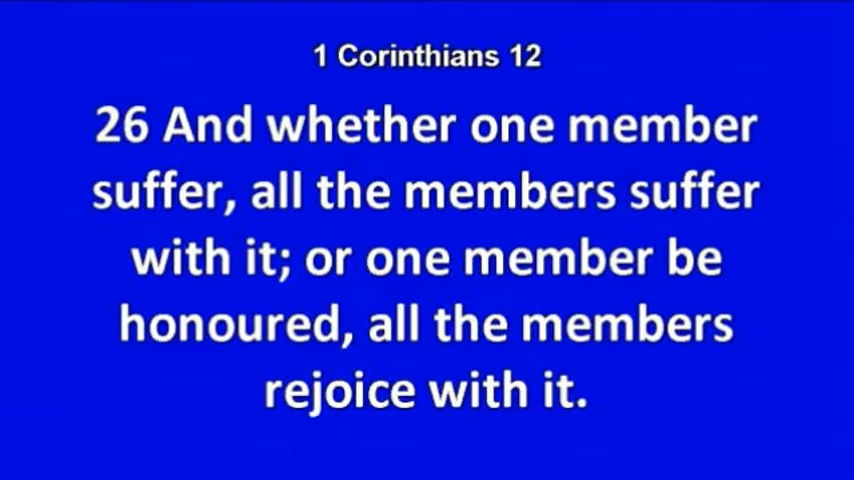 1 Corinthians 12
26 And whether one member
suffer, all the members suffer
with it; or one member be
honoured, all the members
rejoice with it.